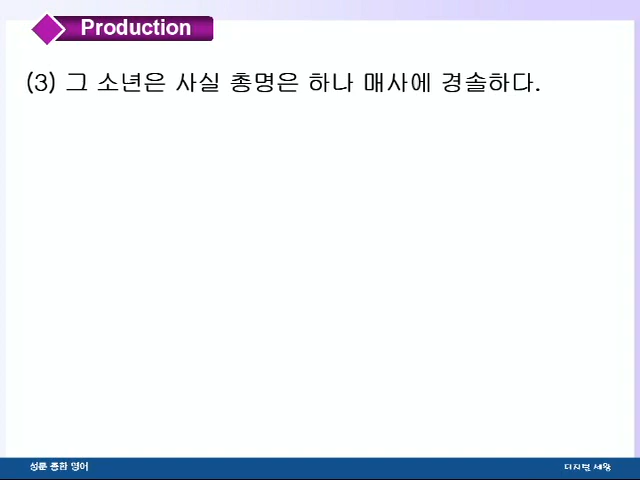 Production
(3) 그 소년은 사실 총명은 하나 매사에 경솔하다.
성문 종합 영어
디지털 세왕